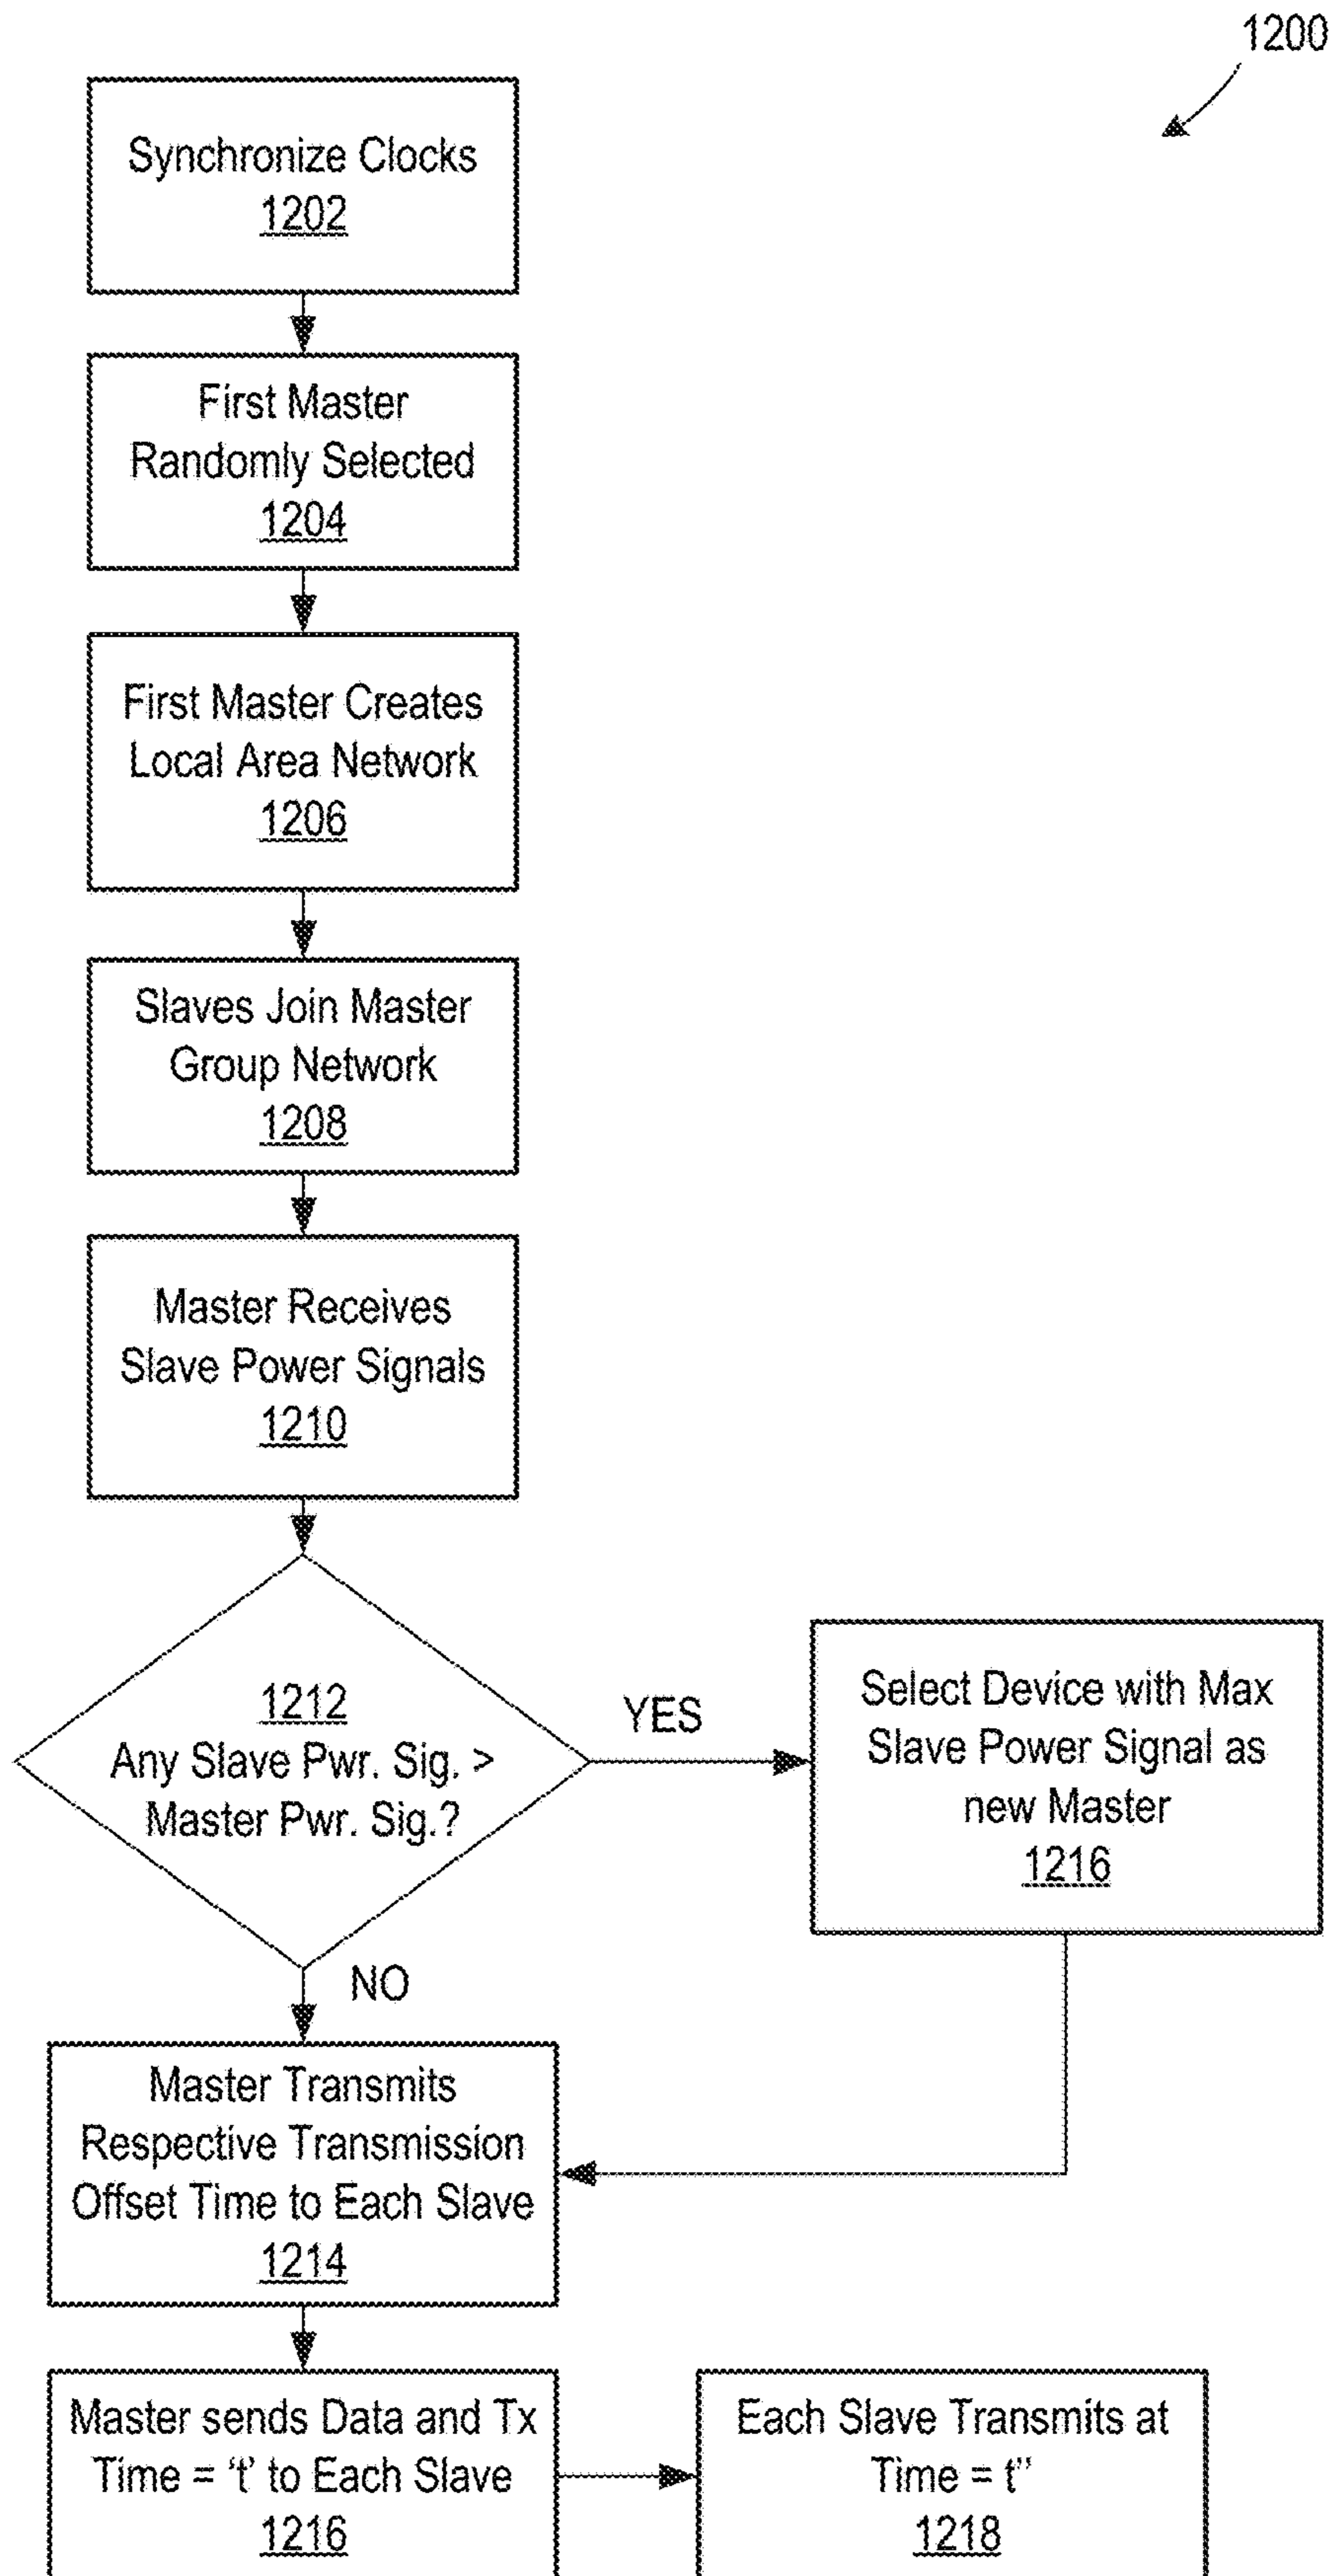 1200
Synchronize Clocks
1202
First Master
Randomly Selected
1204
First Master Creates
Local Area Network
1206
Slaves Join Master
Group Network
1208
Master Receives
Slave Power Signals
1210
1212
Any Slave Pwr. Sig. >
Master Pwr. Sig.?
YES
Select Device with Max
Slave Power Signal as
new Master
1216
NO
Master Transmits
Respective Transmission
Offset Time to Each Slave
1214
Master sends Data and Tx
Time = ‘t’ to Each Slave
1216
Each Slave Transmits at
Time = t’’
1218